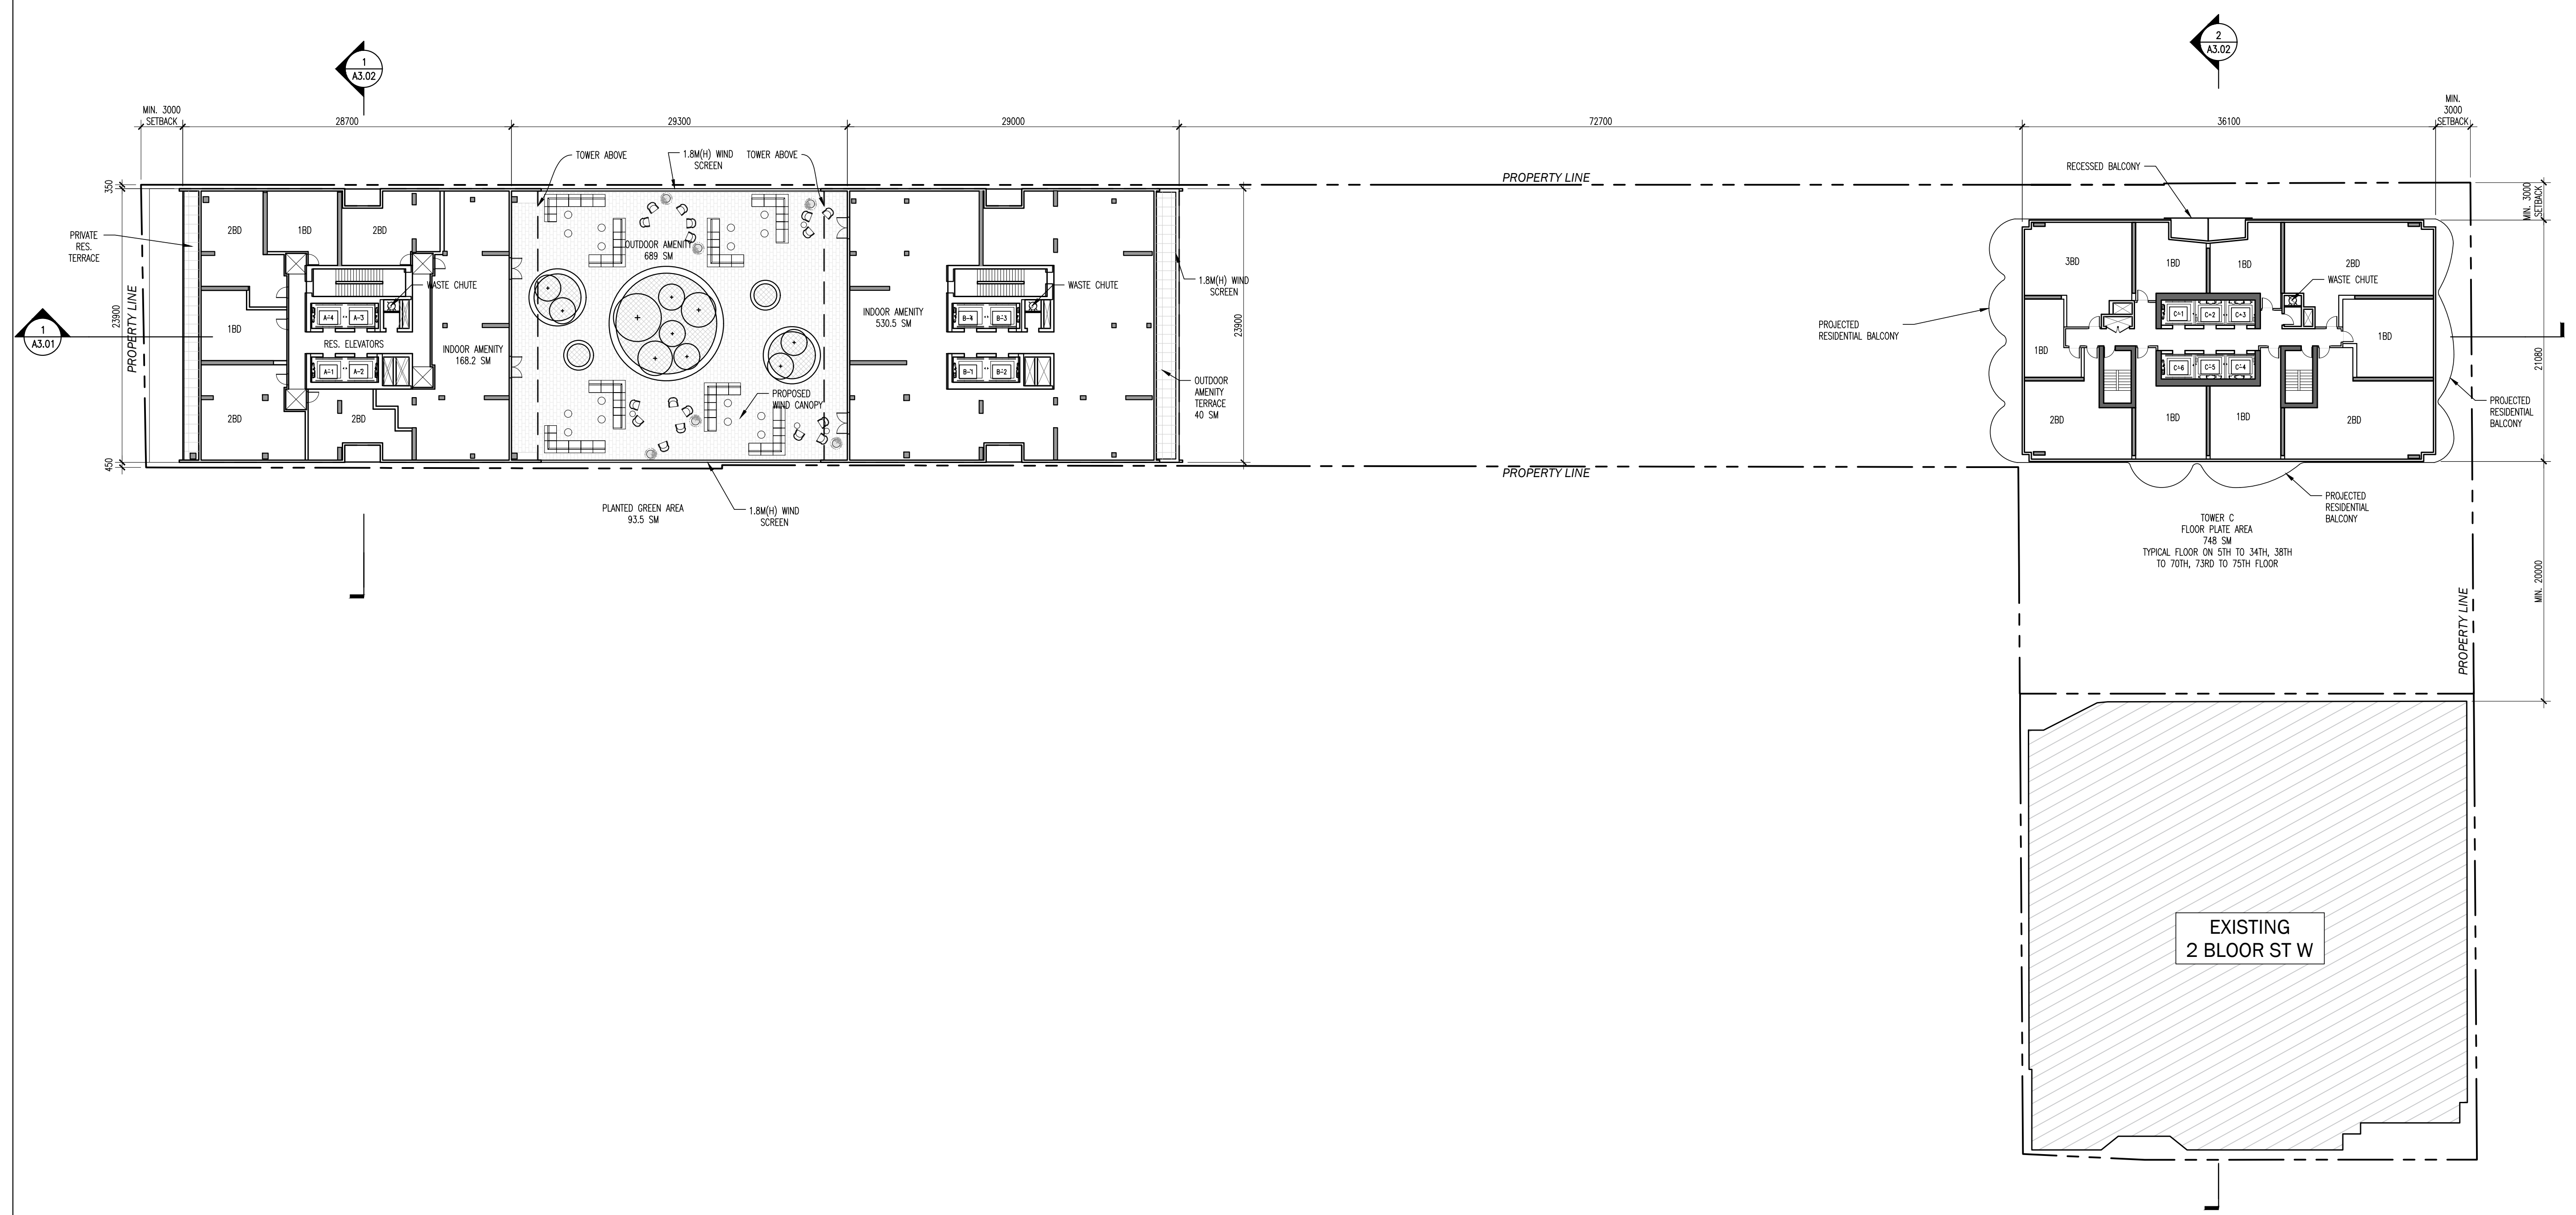 1
A3.02
2
A3.02
MIN. 3000
SETBACK
28700
29300
29000
72700
36100
MIN.
3000
SETBACK
TOWER ABOVE
1.8M(H) WIND
SCREEN
TOWER ABOVE
RECESSED BALCONY
PROPERTY LINE
350
MIN. 3000
SETBACK
PRIVATE
RES.
TERRACE
2BD
1BD
2BD
OUTDOOR AMENITY
689 SM
3BD
1BD
1BD
2BD
WASTE CHUTE
WASTE CHUTE
1.8M(H) WIND
SCREEN
WASTE CHUTE
PROPERTY LINE
23900
A-4
A-3
INDOOR AMENITY
530.5 SM
B-4
B-3
23900
C-1
C-2
C-3
PROJECTED
RESIDENTIAL BALCONY
1
A3.01
1BD
RES. ELEVATORS
INDOOR AMENITY
168.2 SM
1BD
1BD
21080
A-1
A-2
B-1
B-2
C-6
C-5
C-4
OUTDOOR
AMENITY
TERRACE
40 SM
PROPOSED
WIND CANOPY
PROJECTED
RESIDENTIAL
BALCONY
2BD
2BD
2BD
1BD
1BD
2BD
450
PROPERTY LINE
PLANTED GREEN AREA
93.5 SM
1.8M(H) WIND
SCREEN
PROJECTED
RESIDENTIAL
BALCONY
TOWER C
FLOOR PLATE AREA
748 SM
TYPICAL FLOOR ON 5TH TO 34TH, 38TH
TO 70TH, 73RD TO 75TH FLOOR
MIN. 20000
PROPERTY LINE
EXISTING
2 BLOOR ST W